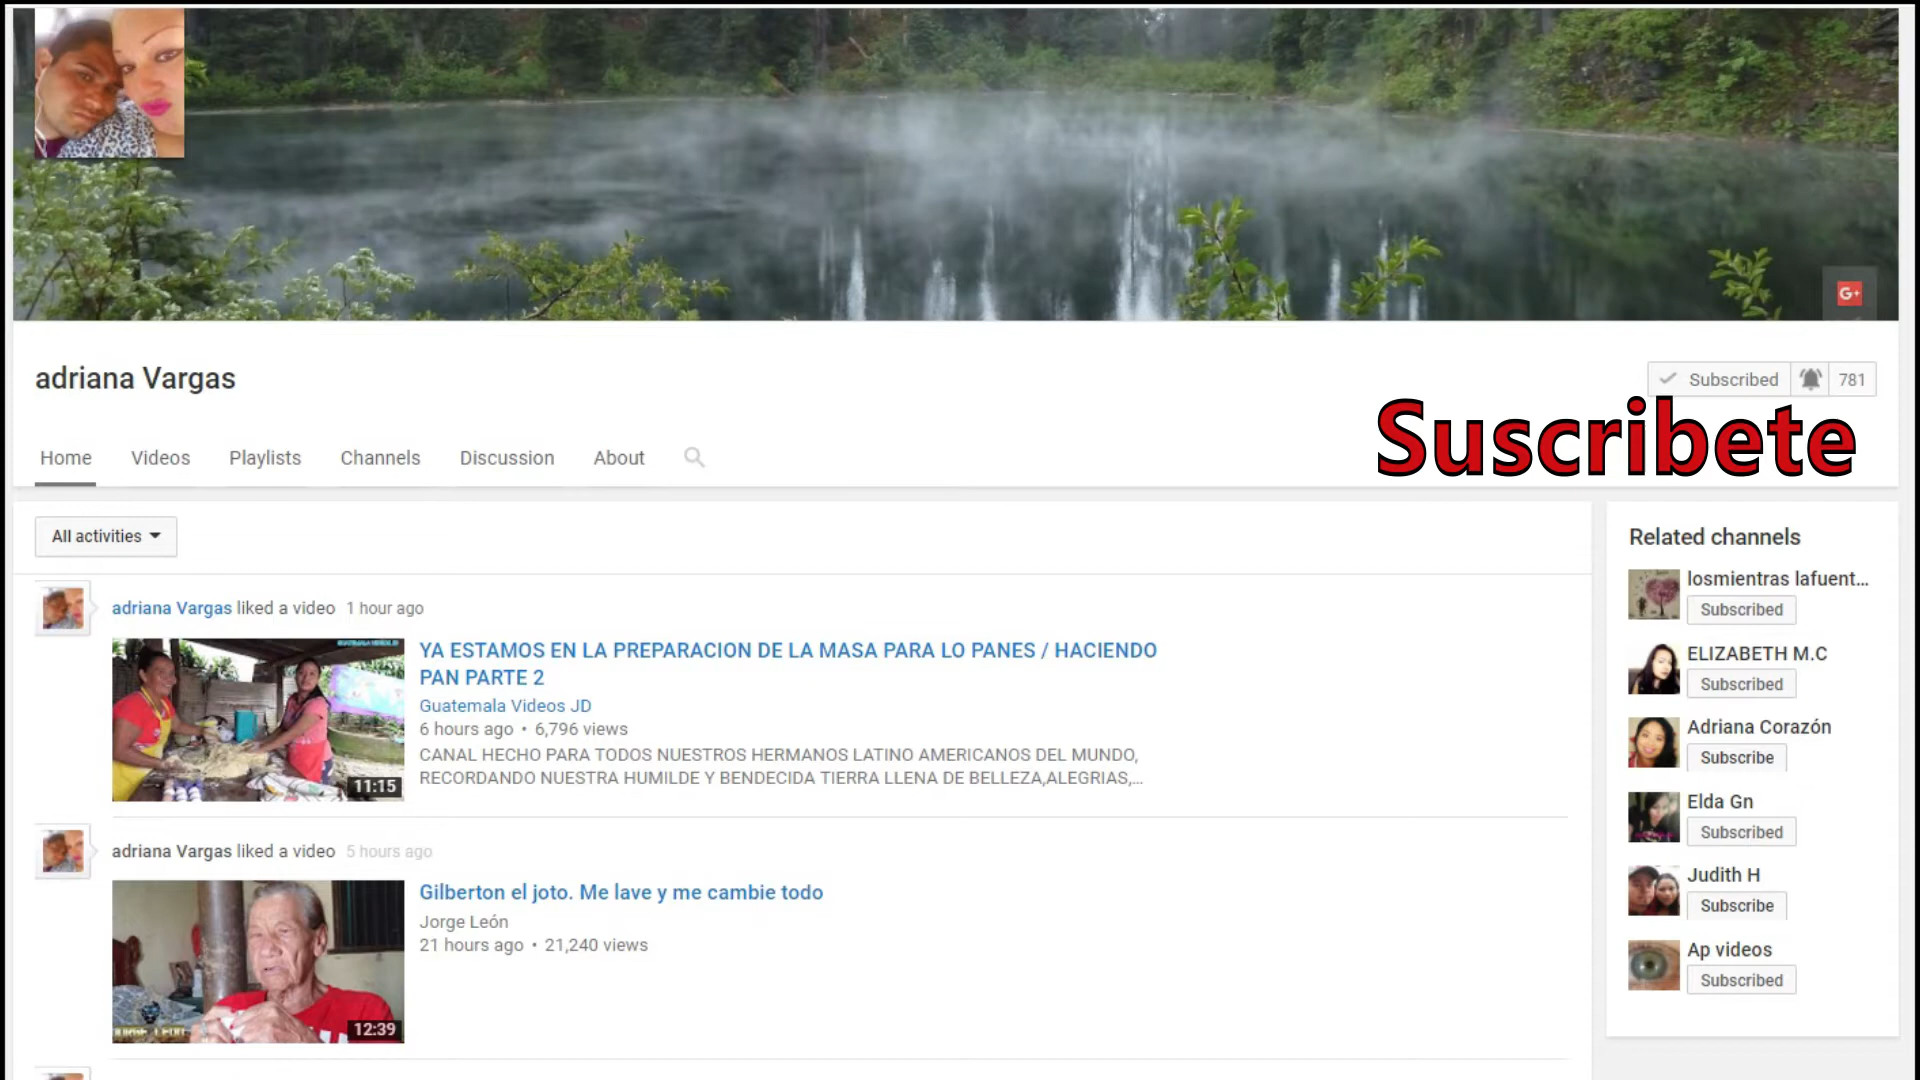 G+
adriana Vargas
Subscribed 781
Suscribete
Home Videos Playlists Channels Discussion About
All activities
adriana Vargas liked a video 1 hour ago
YA ESTAMOS EN LA PREPARACION DE LA MASA PARA LO PANES / HACIENDO
PAN PARTE 2
Guatemala Videos JD
6 hours ago • 6,796 views
CANAL HECHO PARA TODOS NUESTROS HERMANOS LATINO AMERICANOS DEL MUNDO,
RECORDANDO NUESTRA HUMILDE Y BENDECIDA TIERRA LLENA DE BELLEZA,ALEGRIAS,...
GUATEMALA VIDEOS JD
11:15
adriana Vargas liked a video 5 hours ago
Gilberton el joto. Me lave y me cambie todo
Jorge León
21 hours ago • 21,240 views
JORGE LEON
12:39
Related channels
losmientras lafuent...
Subscribed
ELIZABETH M.C
Subscribed
Adriana Corazón
Subscribe
Elda Gn
Subscribed
Judith H
Subscribe
Ap videos
Subscribed